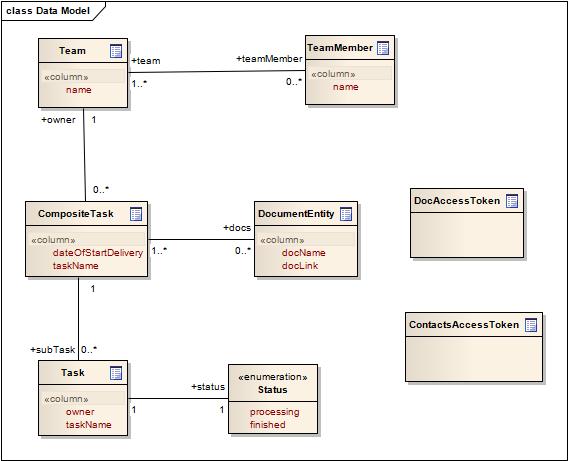 class Data Model
Team
«column»
name
+team
1..*
+teamMember
0..*
TeamMember
«column»
name
+owner
1
0..*
CompositeTask
«column»
dateOfStartDelivery
taskName
1..*
+docs
0..*
DocumentEntity
«column»
docName
docLink
DocAccessToken
ContactsAccessToken
1
+subTask
0..*
Task
«column»
owner
taskName
1
+status
1
«enumeration»
Status
processing
finished